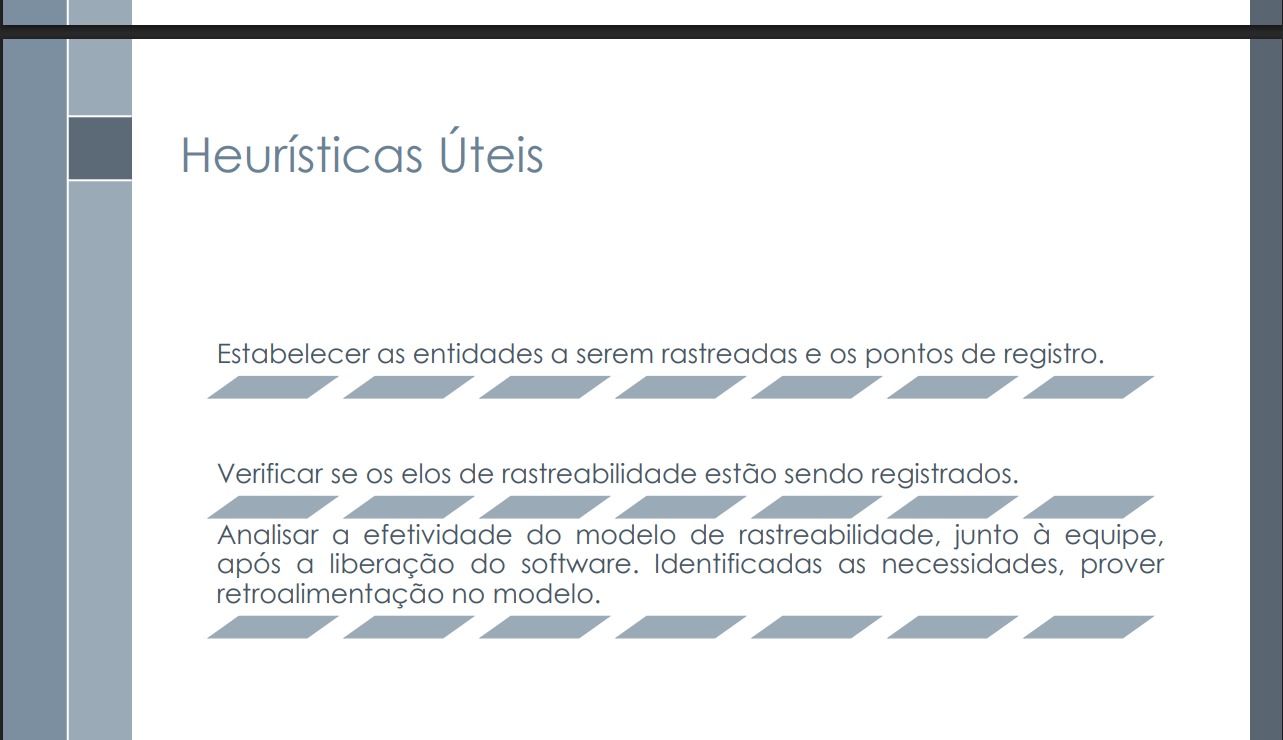 Heurísticas Úteis
Estabelecer as entidades a serem rastreadas e os pontos de registro.
Verificar se os elos de rastreabilidade estão sendo registrados.
Analisar a efetividade do modelo de rastreabilidade, junto à equipe,
após a liberação do software. Identificadas as necessidades, prover
retroalimentação no modelo.